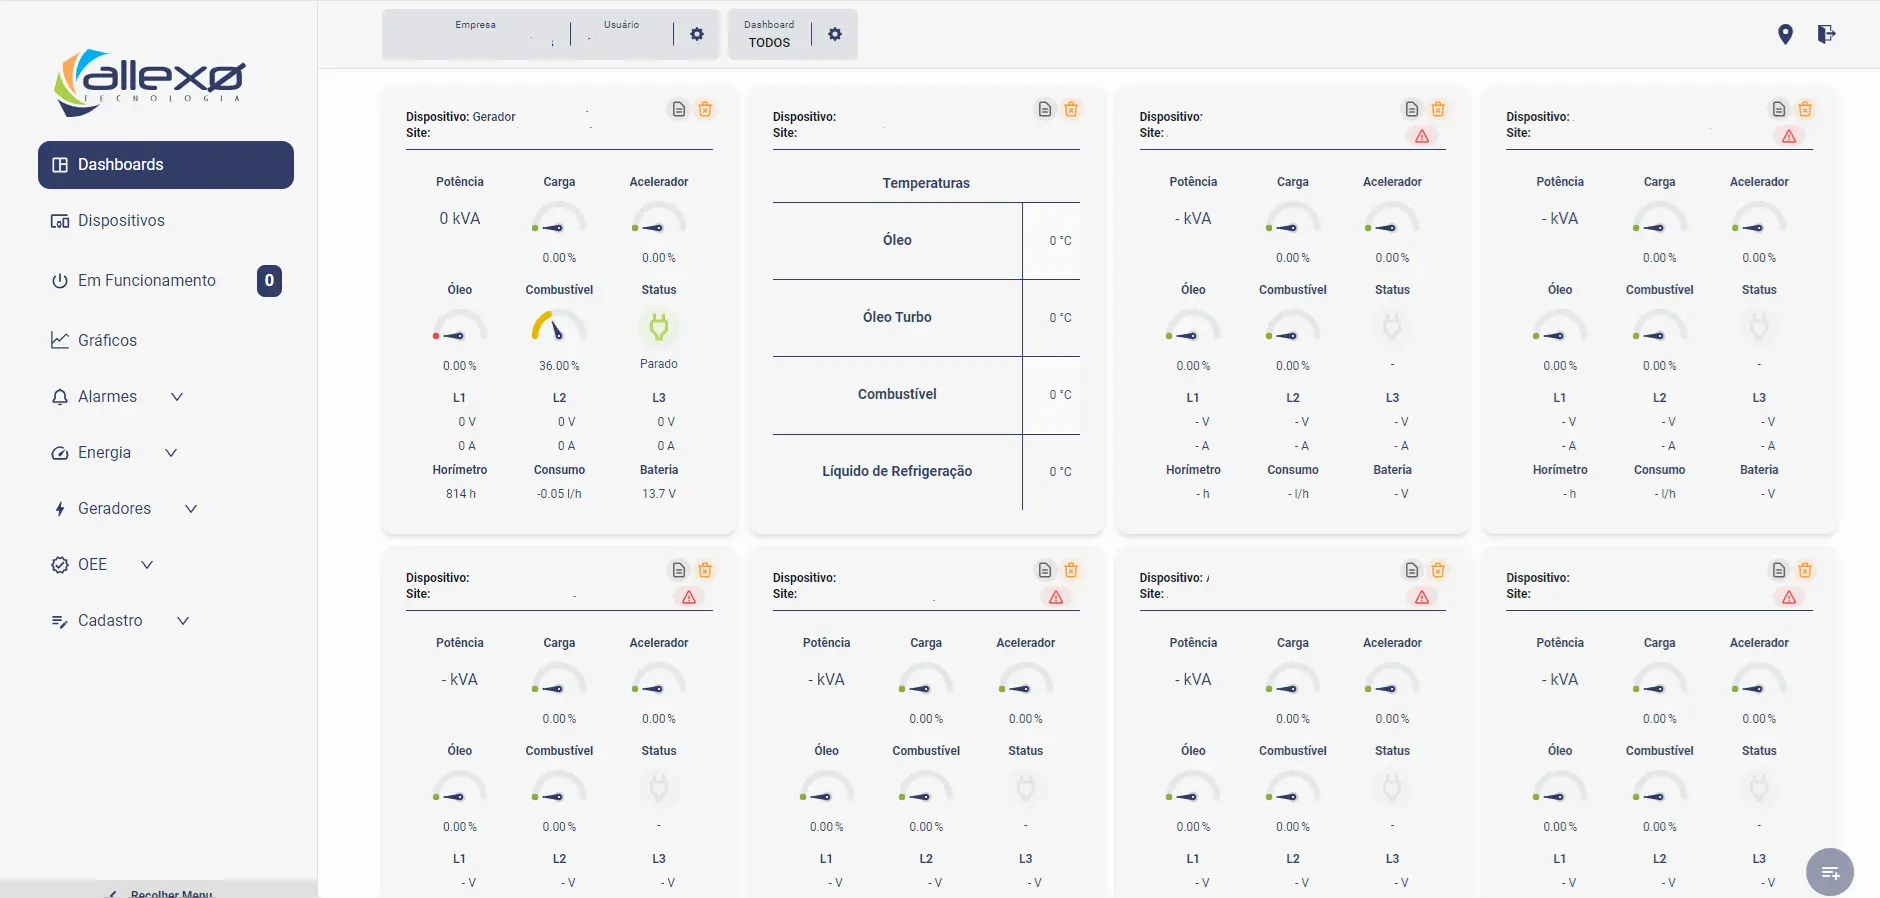 Empresa
Usuário
Dashboard
TODOS
allexo
TECNOLOGIA
Dashboards
Dispositivos
Em Funcionamento 0
Gráficos
Alarmes
Energia
Geradores
OEE
Cadastro
Recolher Menu
Dispositivo: Gerador
Site:
Potência Carga Acelerador
0 kVA
0.00 % 0.00 %
Óleo Combustível Status
0.00 % 36.00 % Parado
L1 L2 L3
0 V 0 V 0 V
0 A 0 A 0 A
Horímetro Consumo Bateria
814 h -0.05 l/h 13.7 V
Dispositivo:
Site:
Temperaturas
Óleo 0 °C
Óleo Turbo 0 °C
Combustível 0 °C
Líquido de Refrigeração 0 °C
Dispositivo:
Site:
Potência Carga Acelerador
- kVA
0.00 % 0.00 %
Óleo Combustível Status
0.00 % 0.00 % -
L1 L2 L3
- V - V - V
- A - A - A
Horímetro Consumo Bateria
- h - l/h - V
Dispositivo:
Site:
Potência Carga Acelerador
- kVA
0.00 % 0.00 %
Óleo Combustível Status
0.00 % 0.00 % -
L1 L2 L3
- V - V - V
- A - A - A
Horímetro Consumo Bateria
- h - l/h - V
Dispositivo:
Site:
Potência Carga Acelerador
- kVA
0.00 % 0.00 %
Óleo Combustível Status
0.00 % 0.00 % -
L1 L2 L3
- V - V - V
Dispositivo:
Site:
Potência Carga Acelerador
- kVA
0.00 % 0.00 %
Óleo Combustível Status
0.00 % 0.00 % -
L1 L2 L3
- V - V - V
Dispositivo:
Site:
Potência Carga Acelerador
- kVA
0.00 % 0.00 %
Óleo Combustível Status
0.00 % 0.00 % -
L1 L2 L3
- V - V - V
Dispositivo:
Site:
Potência Carga Acelerador
- kVA
0.00 % 0.00 %
Óleo Combustível Status
0.00 % 0.00 % -
L1 L2 L3
- V - V - V